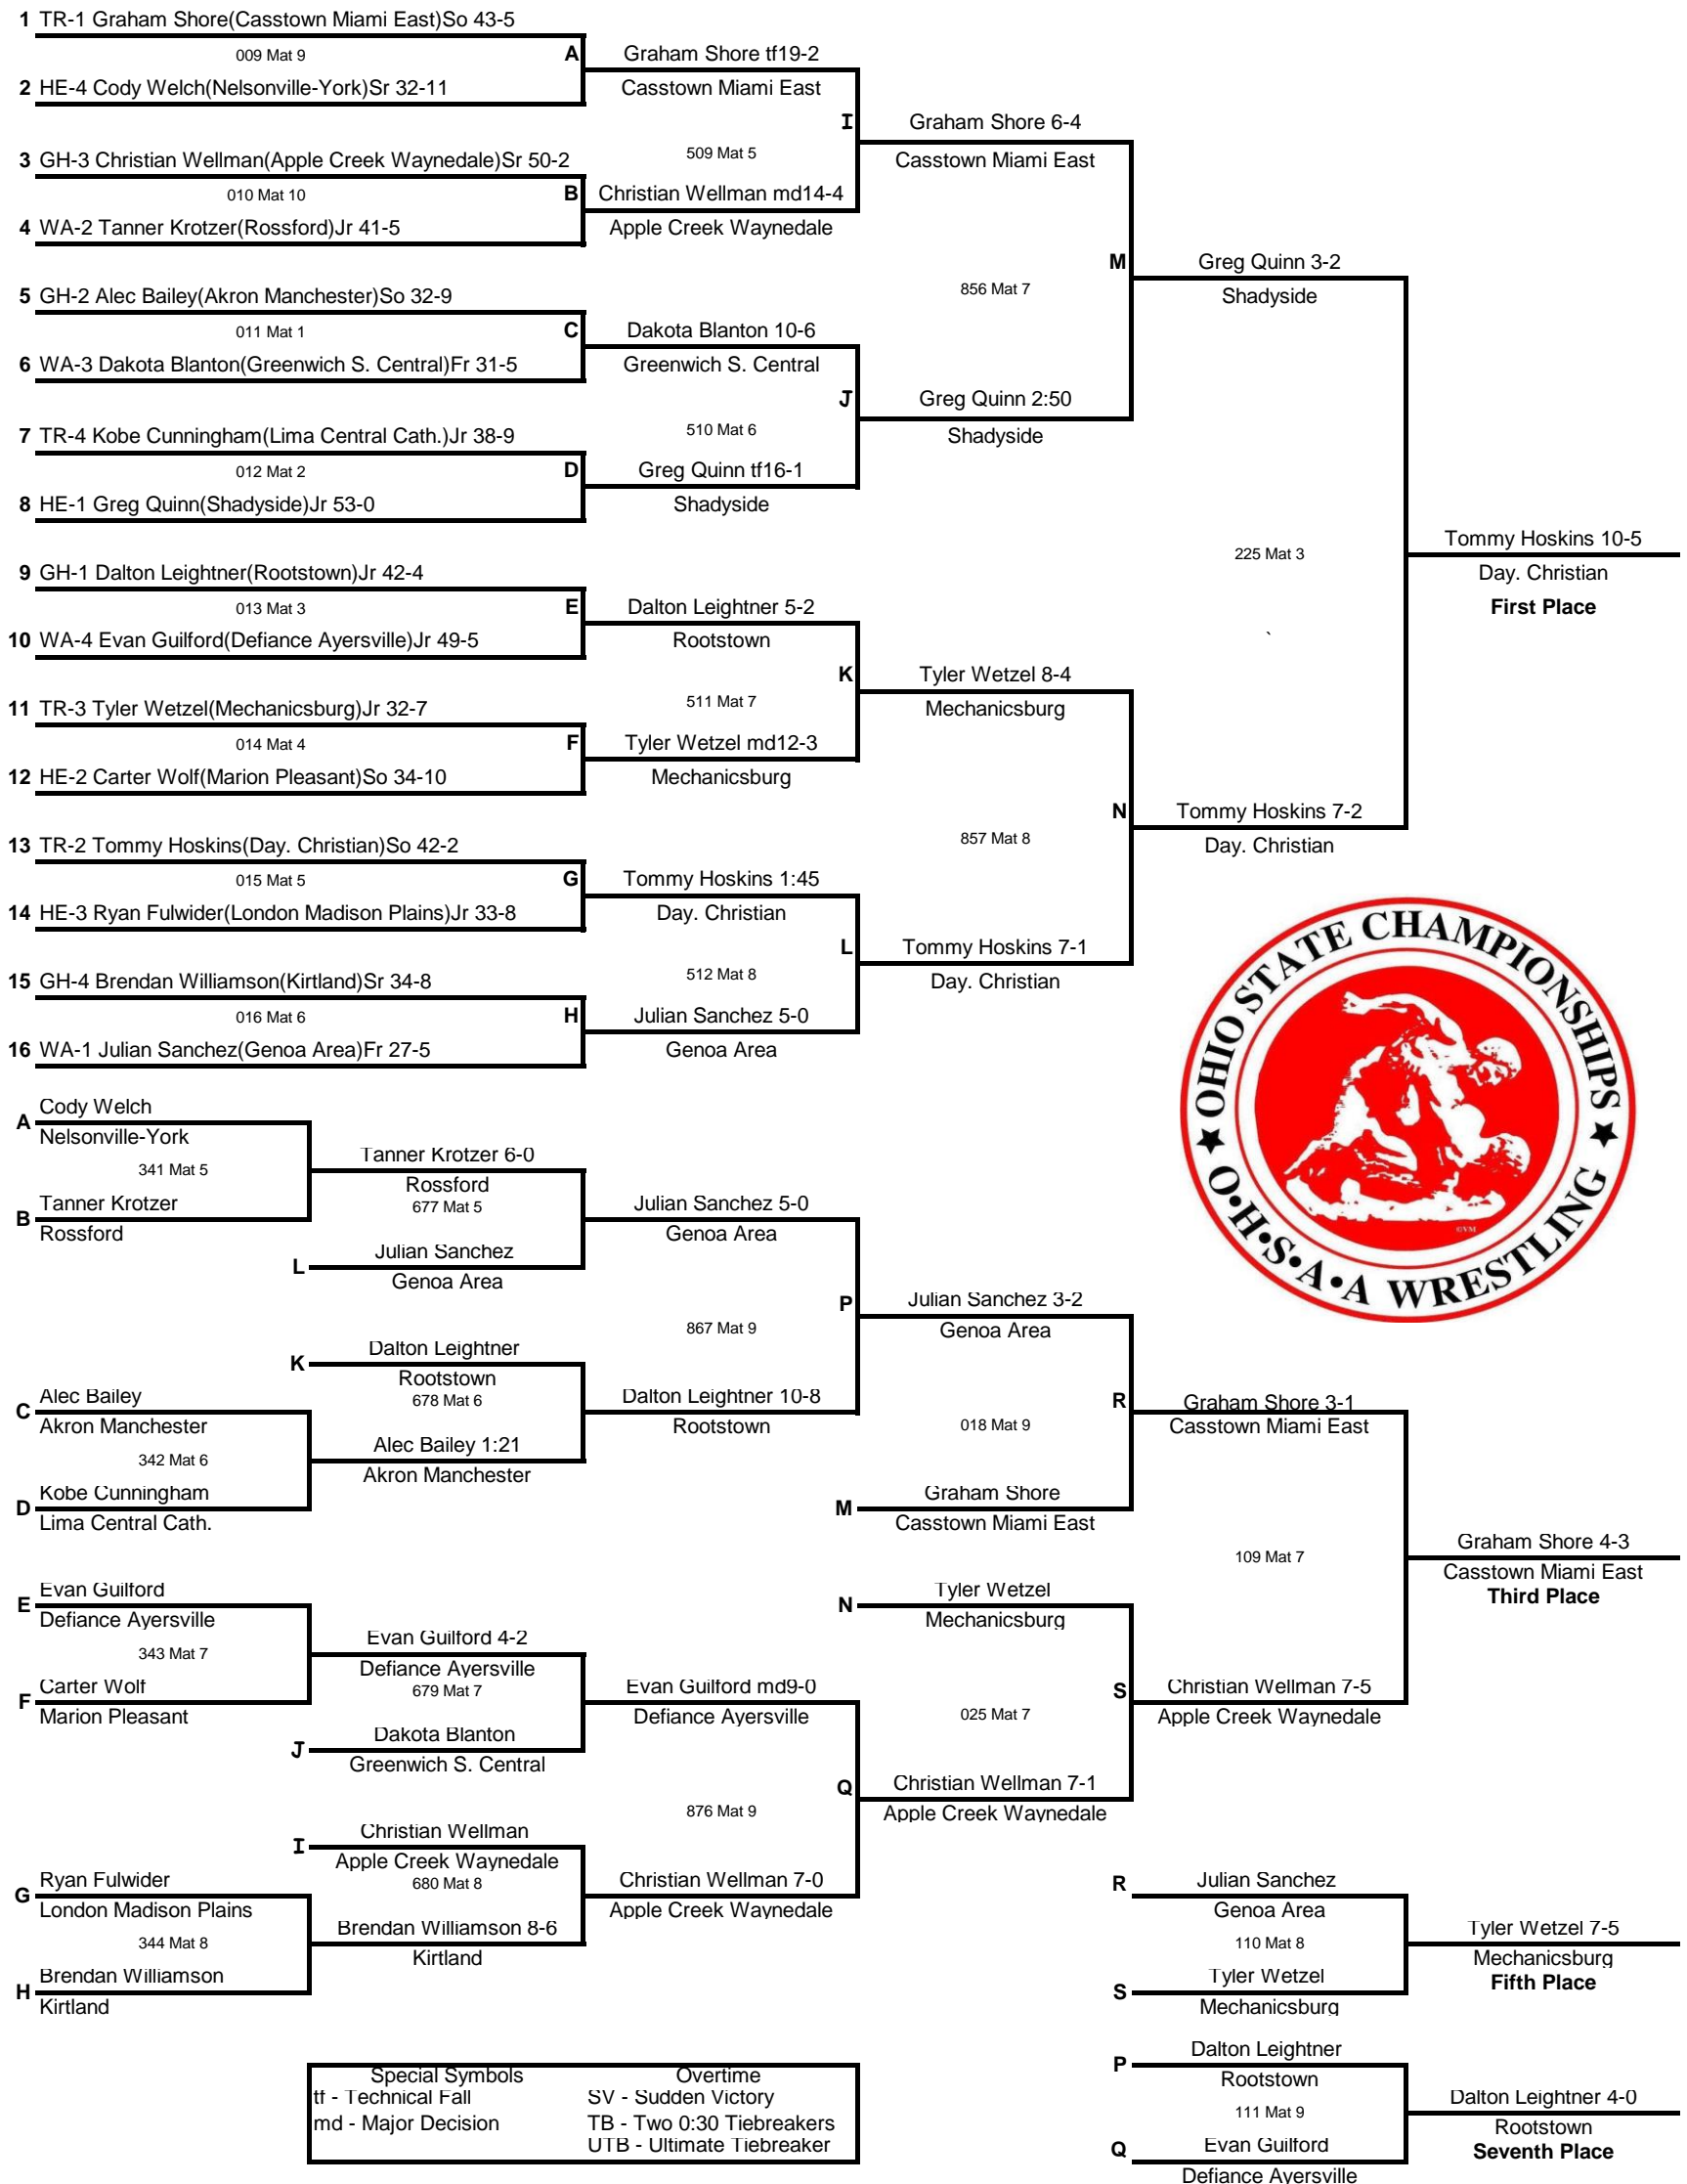 1 TR-1 Graham Shore(Casstown Miami East)So 43-5
009 Mat 9
2 HE-4 Cody Welch(Nelsonville-York)Sr 32-11
A
Graham Shore tf19-2
Casstown Miami East
3 GH-3 Christian Wellman(Apple Creek Waynedale)Sr 50-2
010 Mat 10
4 WA-2 Tanner Krotzer(Rossford)Jr 41-5
B
Christian Wellman md14-4
Apple Creek Waynedale
509 Mat 5
I
Graham Shore 6-4
Casstown Miami East
5 GH-2 Alec Bailey(Akron Manchester)So 32-9
011 Mat 1
6 WA-3 Dakota Blanton(Greenwich S. Central)Fr 31-5
C
Dakota Blanton 10-6
Greenwich S. Central
7 TR-4 Kobe Cunningham(Lima Central Cath.)Jr 38-9
012 Mat 2
8 HE-1 Greg Quinn(Shadyside)Jr 53-0
D
Greg Quinn tf16-1
Shadyside
510 Mat 6
J
Greg Quinn 2:50
Shadyside
856 Mat 7
M
Greg Quinn 3-2
Shadyside
9 GH-1 Dalton Leightner(Rootstown)Jr 42-4
013 Mat 3
10 WA-4 Evan Guilford(Defiance Ayersville)Jr 49-5
E
Dalton Leightner 5-2
Rootstown
11 TR-3 Tyler Wetzel(Mechanicsburg)Jr 32-7
014 Mat 4
12 HE-2 Carter Wolf(Marion Pleasant)So 34-10
F
Tyler Wetzel md12-3
Mechanicsburg
511 Mat 7
K
Tyler Wetzel 8-4
Mechanicsburg
13 TR-2 Tommy Hoskins(Day. Christian)So 42-2
015 Mat 5
14 HE-3 Ryan Fulwider(London Madison Plains)Jr 33-8
G
Tommy Hoskins 1:45
Day. Christian
15 GH-4 Brendan Williamson(Kirtland)Sr 34-8
016 Mat 6
16 WA-1 Julian Sanchez(Genoa Area)Fr 27-5
H
Julian Sanchez 5-0
Genoa Area
512 Mat 8
L
Tommy Hoskins 7-1
Day. Christian
857 Mat 8
N
Tommy Hoskins 7-2
Day. Christian
225 Mat 3
`
Tommy Hoskins 10-5
Day. Christian
First Place
★ OHIO STATE CHAMPIONSHIPS ★
O•H•S•A•A WRESTLING
©VM
A
Cody Welch
Nelsonville-York
341 Mat 5
B
Tanner Krotzer
Rossford
Tanner Krotzer 6-0
Rossford
677 Mat 5
L
Julian Sanchez
Genoa Area
Julian Sanchez 5-0
Genoa Area
K
Dalton Leightner
Rootstown
678 Mat 6
C
Alec Bailey
Akron Manchester
342 Mat 6
D
Kobe Cunningham
Lima Central Cath.
Alec Bailey 1:21
Akron Manchester
Dalton Leightner 10-8
Rootstown
867 Mat 9
P
Julian Sanchez 3-2
Genoa Area
018 Mat 9
M
Graham Shore
Casstown Miami East
R
Graham Shore 3-1
Casstown Miami East
E
Evan Guilford
Defiance Ayersville
343 Mat 7
F
Carter Wolf
Marion Pleasant
Evan Guilford 4-2
Defiance Ayersville
679 Mat 7
J
Dakota Blanton
Greenwich S. Central
Evan Guilford md9-0
Defiance Ayersville
I
Christian Wellman
Apple Creek Waynedale
680 Mat 8
G
Ryan Fulwider
London Madison Plains
344 Mat 8
H
Brendan Williamson
Kirtland
Brendan Williamson 8-6
Kirtland
Christian Wellman 7-0
Apple Creek Waynedale
876 Mat 9
Q
Christian Wellman 7-1
Apple Creek Waynedale
N
Tyler Wetzel
Mechanicsburg
025 Mat 7
S
Christian Wellman 7-5
Apple Creek Waynedale
109 Mat 7
Graham Shore 4-3
Casstown Miami East
Third Place
R
Julian Sanchez
Genoa Area
110 Mat 8
S
Tyler Wetzel
Mechanicsburg
Tyler Wetzel 7-5
Mechanicsburg
Fifth Place
P
Dalton Leightner
Rootstown
111 Mat 9
Q
Evan Guilford
Defiance Ayersville
Dalton Leightner 4-0
Rootstown
Seventh Place
Special Symbols
tf - Technical Fall
md - Major Decision
Overtime
SV - Sudden Victory
TB - Two 0:30 Tiebreakers
UTB - Ultimate Tiebreaker